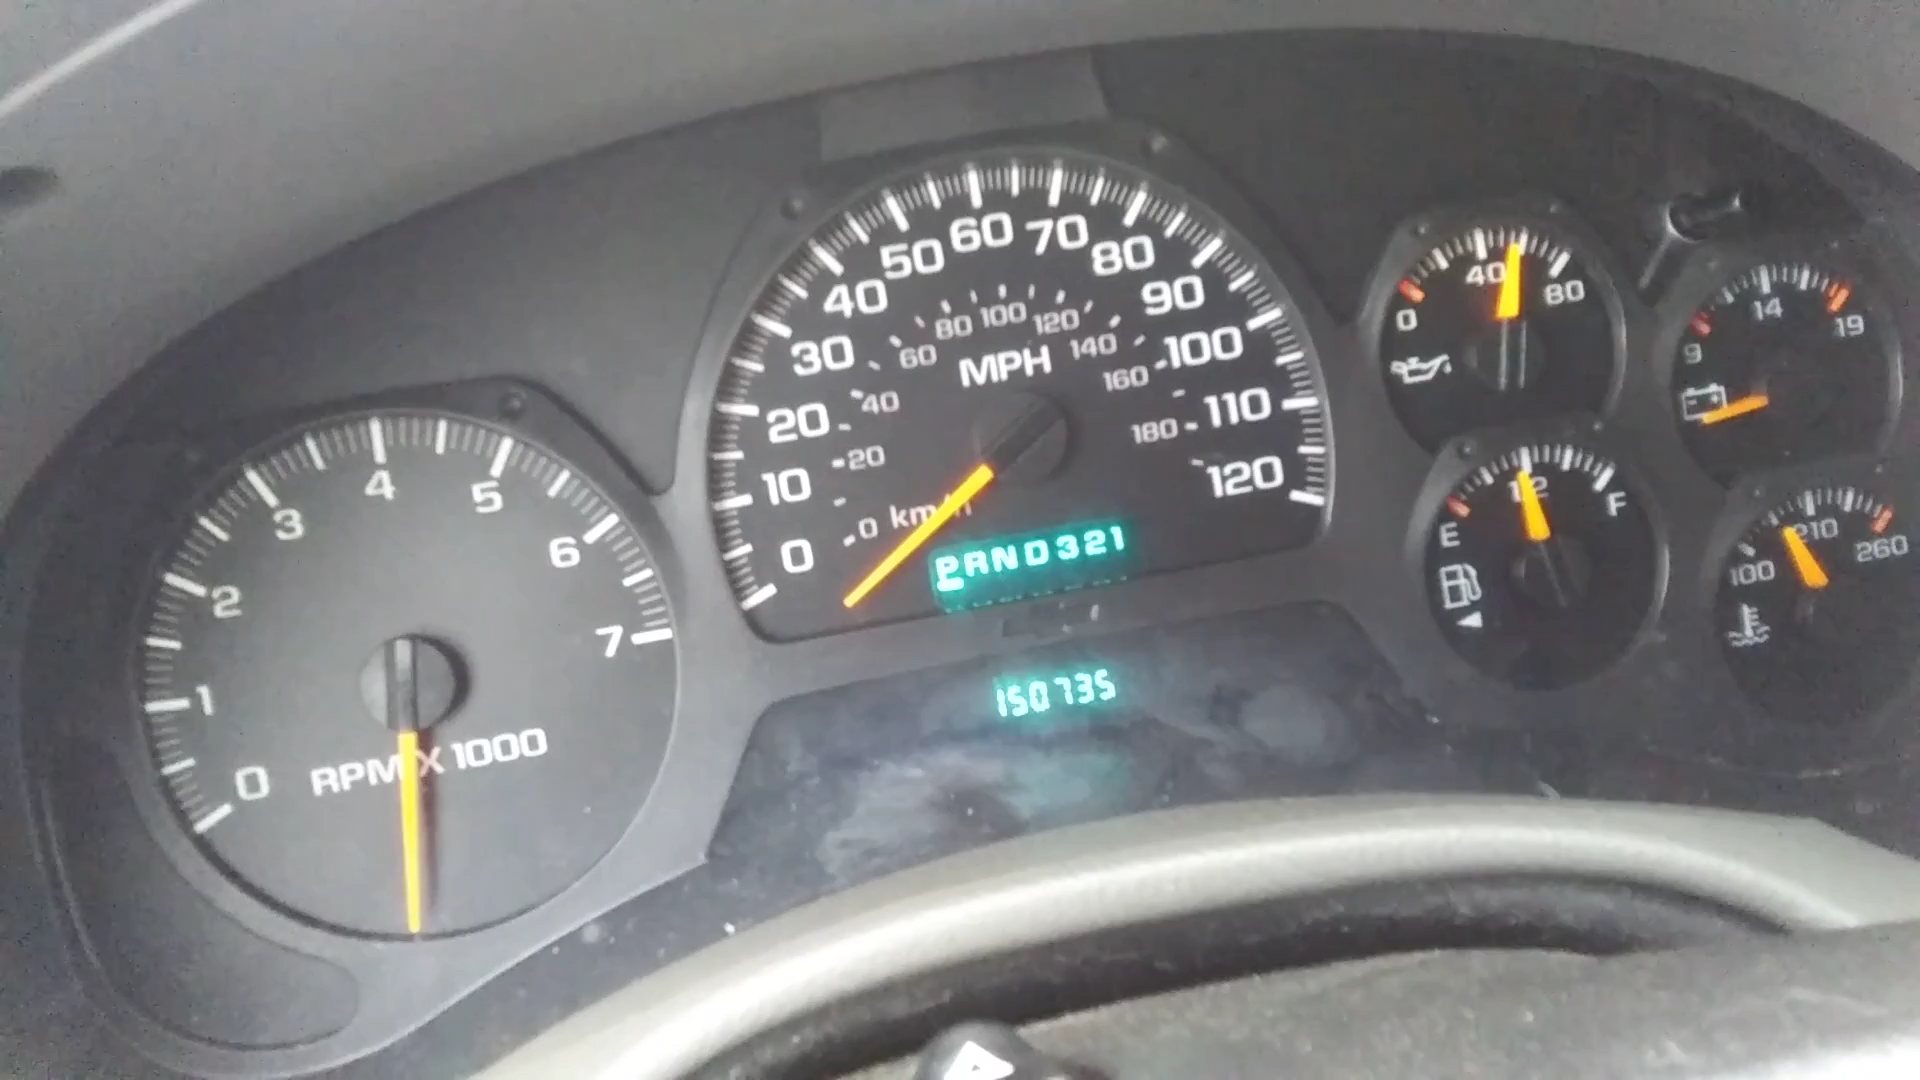 0 1 2 3 4 5 6 7
RPM X 1000
0 10 20 30 40 50 60 70 80 90 100 110 120
MPH
0 20 40 60 80 100 120 140 160 180
km/h
PRND321
150735
0 40 80
9 14 19
E 1/2 F
100 210 260